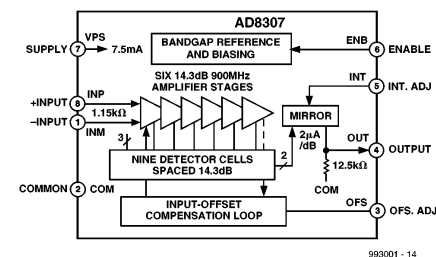 AD8307
SUPPLY 7 VPS 7.5mA
BANDGAP REFERENCE
AND BIASING
ENB 6 ENABLE
SIX 14.3dB 900MHz
AMPLIFIER STAGES
INT 5 INT. ADJ
+INPUT 8 INP
1.15kΩ
–INPUT 1 INM
MIRROR
2µA
/dB
OUT
4 OUTPUT
3
2
NINE DETECTOR CELLS
SPACED 14.3dB
12.5kΩ
COM
COMMON 2 COM
INPUT-OFFSET
COMPENSATION LOOP
OFS 3 OFS. ADJ
993001 - 14